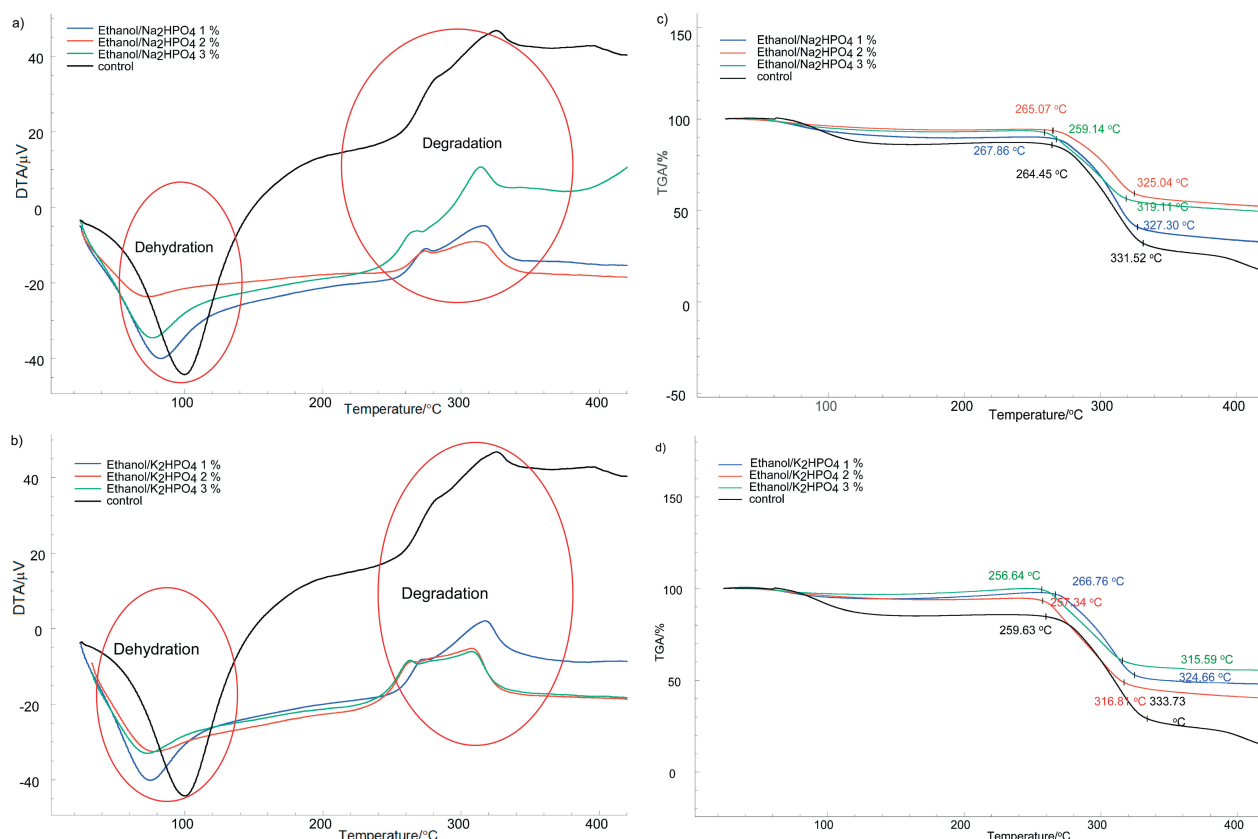 a)
Ethanol/Na2HPO4 1 %
Ethanol/Na2HPO4 2 %
Ethanol/Na2HPO4 3 %
control
40
20
0
-20
-40
DTA/µV
Dehydration
Degradation
100
200
300
400
Temperature/°C
c)
Ethanol/Na2HPO4 1 %
Ethanol/Na2HPO4 2 %
Ethanol/Na2HPO4 3 %
control
150
100
50
0
-50
TGA/%
265.07 °C
259.14 °C
267.86 °C
264.45 °C
325.04 °C
319.11 °C
327.30 °C
331.52 °C
100
200
300
400
Temperature/°C
b)
Ethanol/K2HPO4 1 %
Ethanol/K2HPO4 2 %
Ethanol/K2HPO4 3 %
control
40
20
0
-20
-40
DTA/µV
Dehydration
Degradation
100
200
300
400
Temperature/°C
d)
Ethanol/K2HPO4 1 %
Ethanol/K2HPO4 2 %
Ethanol/K2HPO4 3 %
control
150
100
50
0
TGA/%
256.64 °C
266.76 °C
257.34 °C
259.63 °C
315.59 °C
324.66 °C
316.81 °C
333.73
°C
100
200
300
400
Temperature/°C